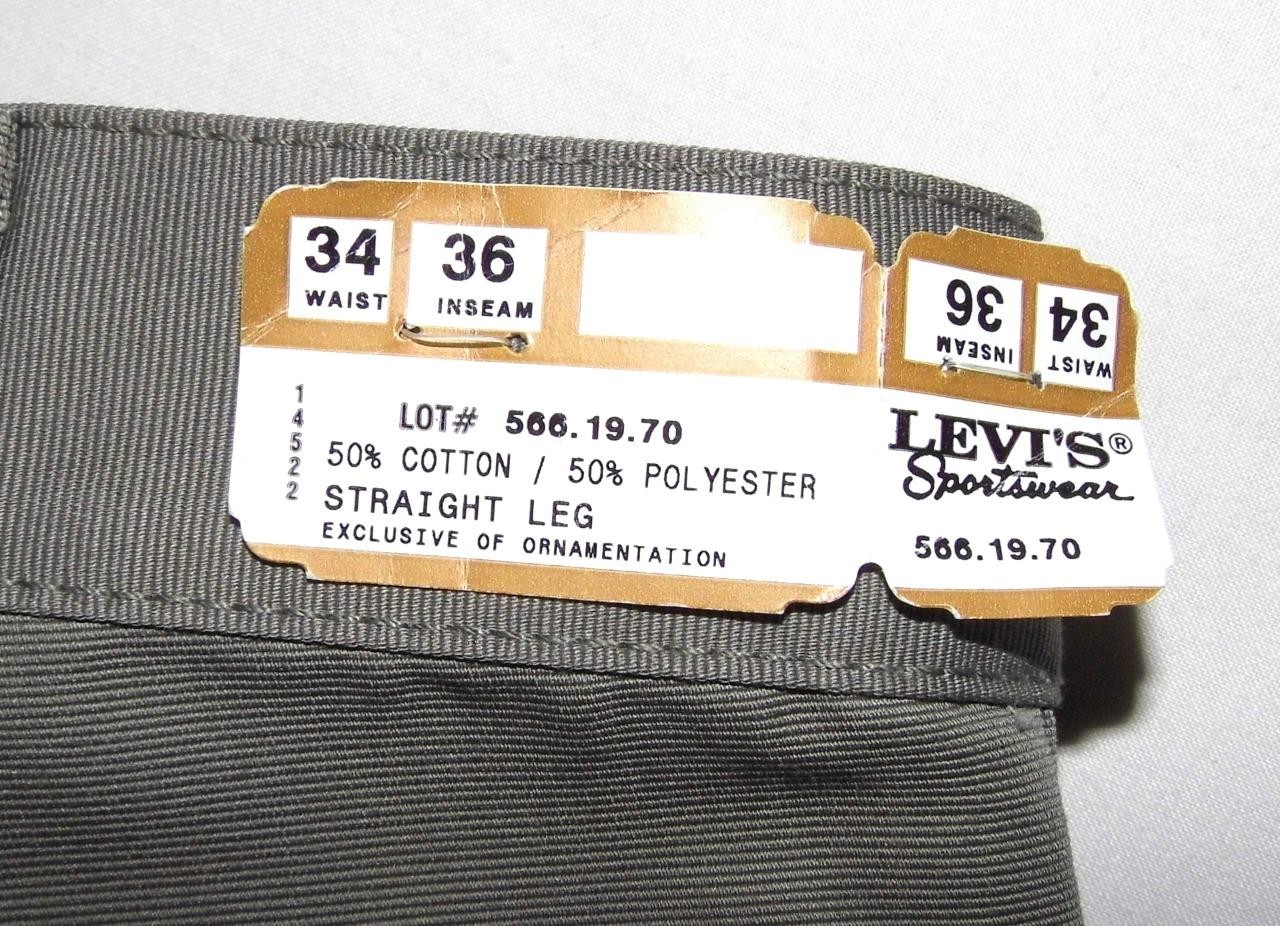 34
WAIST
36
INSEAM
1
4
5
2
2
LOT# 566.19.70
50% COTTON / 50% POLYESTER
STRAIGHT LEG
EXCLUSIVE OF ORNAMENTATION
34
WAIST
36
INSEAM
LEVI'S®
Sportswear
566.19.70